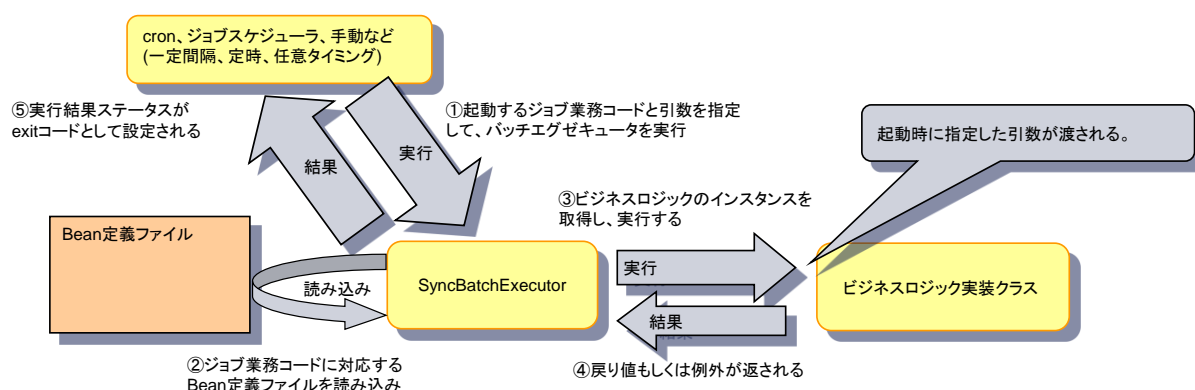 cron、ジョブスケジューラ、手動など
(一定間隔、定時、任意タイミング)
⑤実行結果ステータスが
exitコードとして設定される
①起動するジョブ業務コードと引数を指定
して、バッチエグゼキュータを実行
起動時に指定した引数が渡される。
結果
実行
③ビジネスロジックのインスタンスを
取得し、実行する
Bean定義ファイル
読み込み
SyncBatchExecutor
実行
結果
ビジネスロジック実装クラス
②ジョブ業務コードに対応する
Bean定義ファイルを読み込み
④戻り値もしくは例外が返される